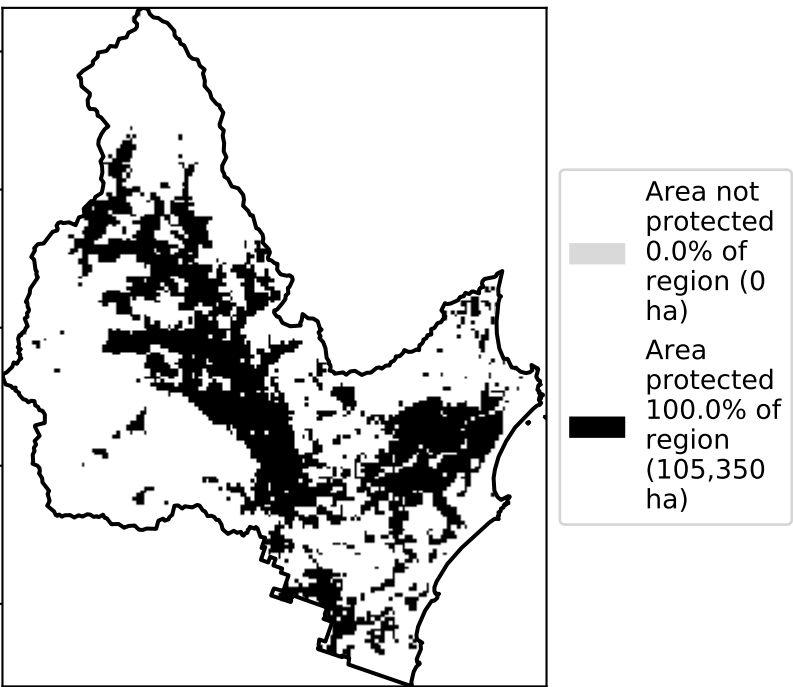 Area not
protected
0.0% of
region (0
ha)
Area
protected
100.0% of
region
(105,350
ha)